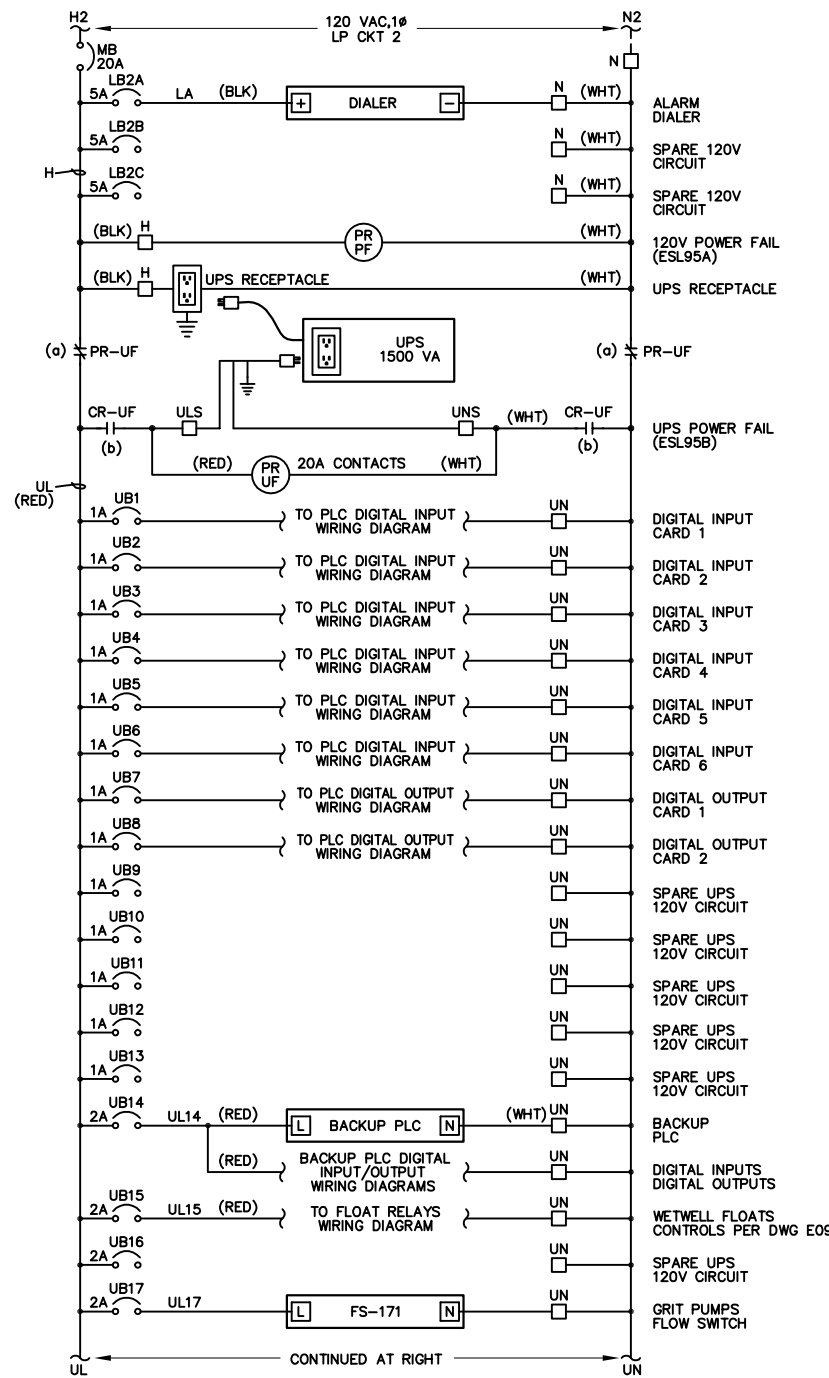 H2
120 VAC,1ø
LP CKT 2
N2
MB
20A
N
LB2A
5A
LA
(BLK)
+
DIALER
−
N
(WHT)
ALARM
DIALER
LB2B
5A
N
(WHT)
SPARE 120V
CIRCUIT
H
LB2C
5A
N
(WHT)
SPARE 120V
CIRCUIT
(BLK)
H
PR
PF
(WHT)
120V POWER FAIL
(ESL95A)
(BLK)
H
UPS RECEPTACLE
(WHT)
UPS RECEPTACLE
UPS
1500 VA
(a)
PR-UF
(a)
PR-UF
CR-UF
(b)
ULS
UNS
(WHT)
CR-UF
(b)
UPS POWER FAIL
(ESL95B)
(RED)
PR
UF
20A CONTACTS
(WHT)
UL
(RED)
UB1
1A
TO PLC DIGITAL INPUT
WIRING DIAGRAM
UN
DIGITAL INPUT
CARD 1
UB2
1A
TO PLC DIGITAL INPUT
WIRING DIAGRAM
UN
DIGITAL INPUT
CARD 2
UB3
1A
TO PLC DIGITAL INPUT
WIRING DIAGRAM
UN
DIGITAL INPUT
CARD 3
UB4
1A
TO PLC DIGITAL INPUT
WIRING DIAGRAM
UN
DIGITAL INPUT
CARD 4
UB5
1A
TO PLC DIGITAL INPUT
WIRING DIAGRAM
UN
DIGITAL INPUT
CARD 5
UB6
1A
TO PLC DIGITAL INPUT
WIRING DIAGRAM
UN
DIGITAL INPUT
CARD 6
UB7
1A
TO PLC DIGITAL OUTPUT
WIRING DIAGRAM
UN
DIGITAL OUTPUT
CARD 1
UB8
1A
TO PLC DIGITAL OUTPUT
WIRING DIAGRAM
UN
DIGITAL OUTPUT
CARD 2
UB9
1A
UN
SPARE UPS
120V CIRCUIT
UB10
1A
UN
SPARE UPS
120V CIRCUIT
UB11
1A
UN
SPARE UPS
120V CIRCUIT
UB12
1A
UN
SPARE UPS
120V CIRCUIT
UB13
1A
UN
SPARE UPS
120V CIRCUIT
UB14
2A
UL14
(RED)
L
BACKUP PLC
N
(WHT)
UN
BACKUP
PLC
(RED)
BACKUP PLC DIGITAL
INPUT/OUTPUT
WIRING DIAGRAMS
UN
DIGITAL INPUTS
DIGITAL OUTPUTS
UB15
2A
UL15
(RED)
TO FLOAT RELAYS
WIRING DIAGRAM
UN
WETWELL FLOATS
CONTROLS PER DWG E09
UB16
2A
UN
SPARE UPS
120V CIRCUIT
UB17
2A
UL17
L
FS-171
N
UN
GRIT PUMPS
FLOW SWITCH
UL
CONTINUED AT RIGHT
UN